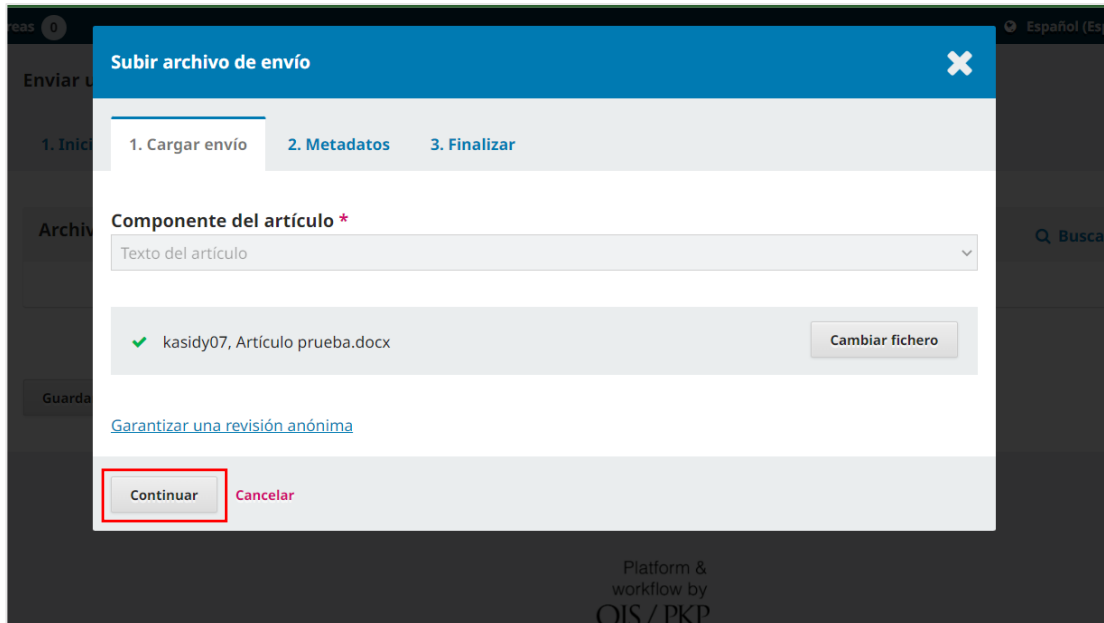 reas 0
Español (Esp
Subir archivo de envío
Enviar u
1. Inici
1. Cargar envío
2. Metadatos
3. Finalizar
Componente del artículo *
Archiv
Busca
Texto del artículo
kasidy07, Artículo prueba.docx
Cambiar fichero
Guarda
Garantizar una revisión anónima
Continuar
Cancelar
Platform &
workflow by
OJS / PKP